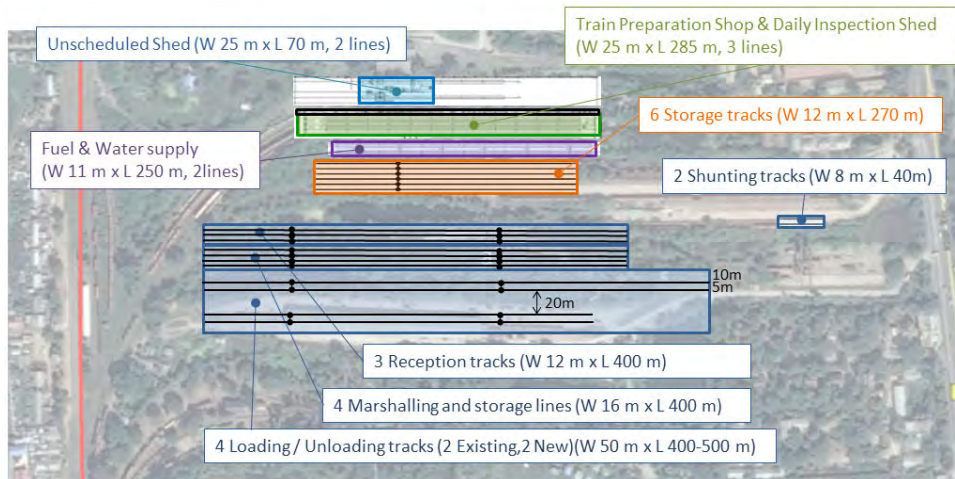 Train Preparation Shop & Daily Inspection Shed
(W 25 m x L 285 m, 3 lines)
Unscheduled Shed (W 25 m x L 70 m, 2 lines)
6 Storage tracks (W 12 m x L 270 m)
Fuel & Water supply
(W 11 m x L 250 m, 2lines)
2 Shunting tracks (W 8 m x L 40m)
10m
5m
20m
3 Reception tracks (W 12 m x L 400 m)
4 Marshalling and storage lines (W 16 m x L 400 m)
4 Loading / Unloading tracks (2 Existing,2 New)(W 50 m x L 400-500 m)